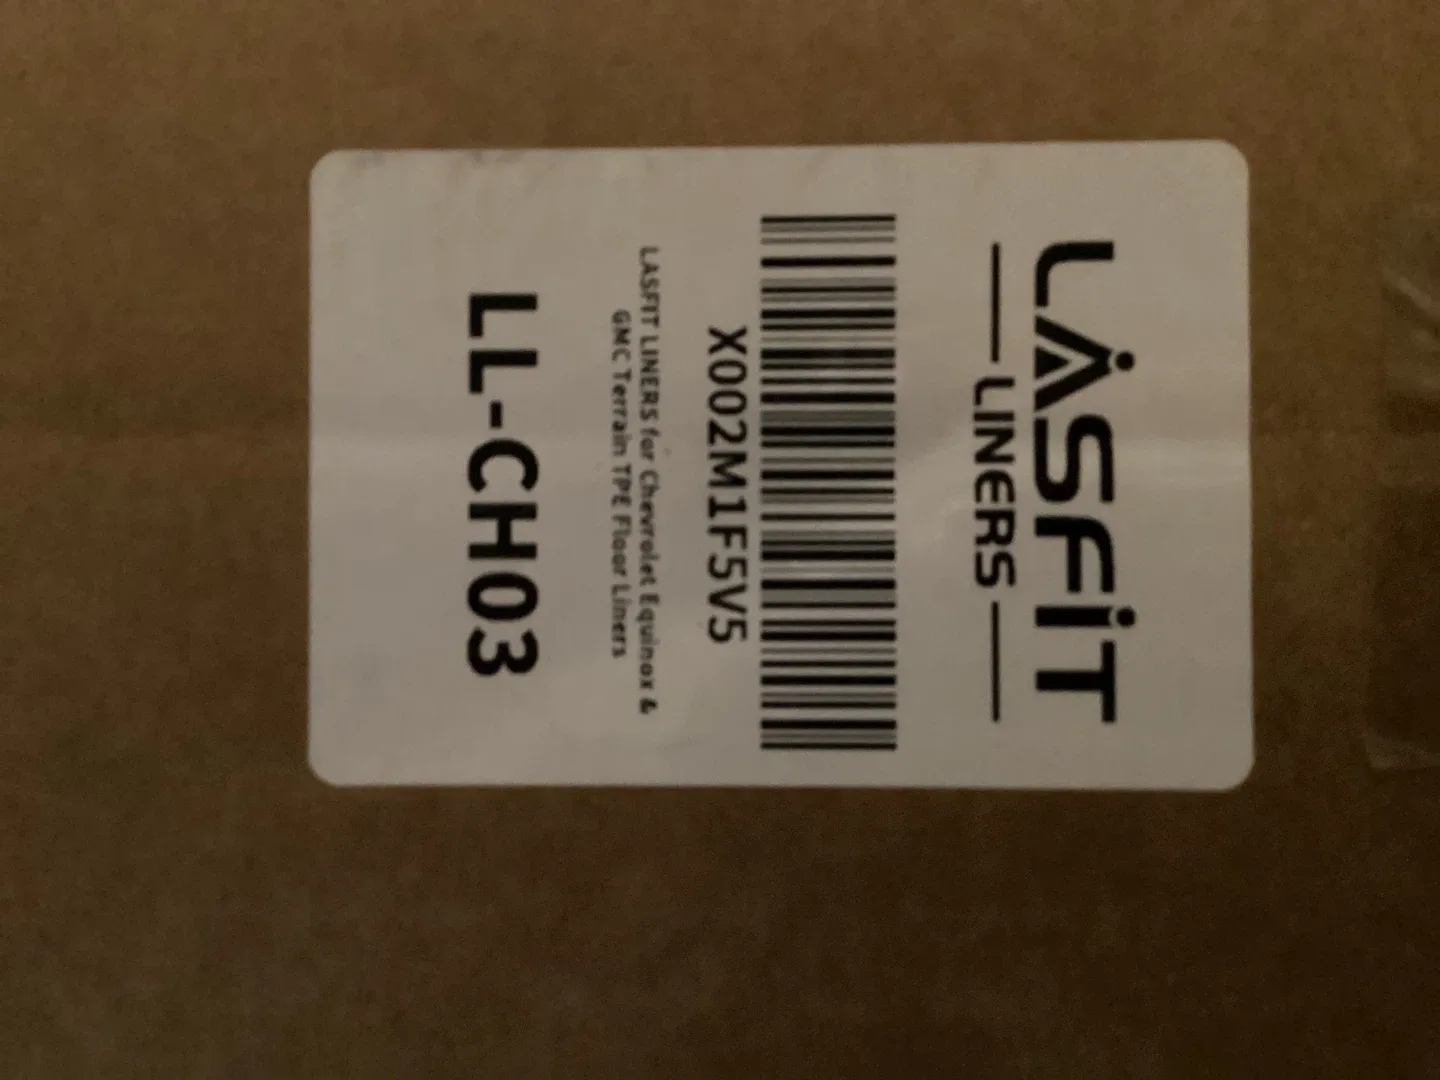 LASFIT
LINERS
X002M1F5V5
LASFIT LINERS for Chevrolet Equinox &
GMC Terrain TPE Floor Liners
LL-CH03